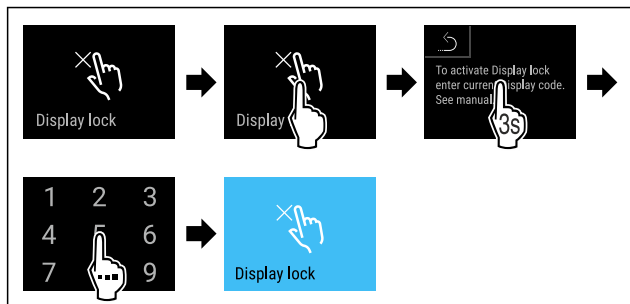 Display lock
Display
To activate Display lock
enter current display code.
See manual
3s
1 2 3
4 5 6
7 9
Display lock